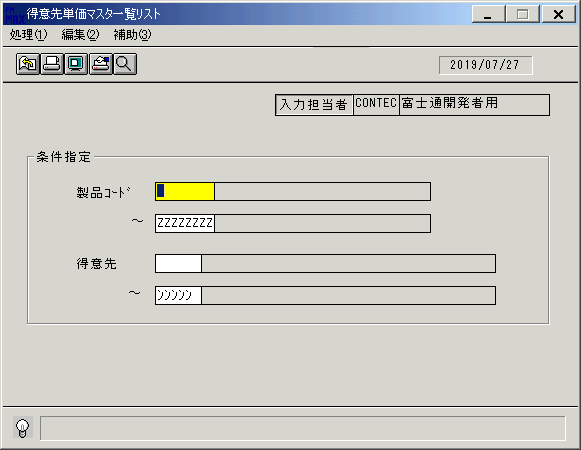 MAX 得意先単価マスター覧リスト
処理(1) 編集(2) 補助(3)
2019/07/27
入力担当者 CONTEC 富士通開発者用
条件指定
製品ｺｰﾄﾞ
～ ZZZZZZZZ
得意先
～ ﾝﾝﾝﾝﾝ